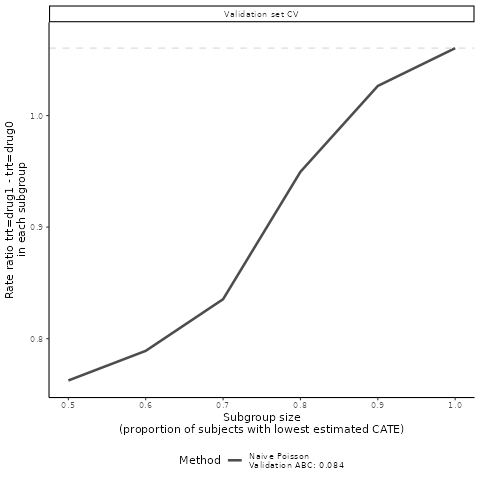 Validation set CV
Rate ratio trt=drug1 - trt=drug0
in each subgroup
1.0
0.9
0.8
0.5 0.6 0.7 0.8 0.9 1.0
Subgroup size
(proportion of subjects with lowest estimated CATE)
Method
Naive Poisson
Validation ABC: 0.084